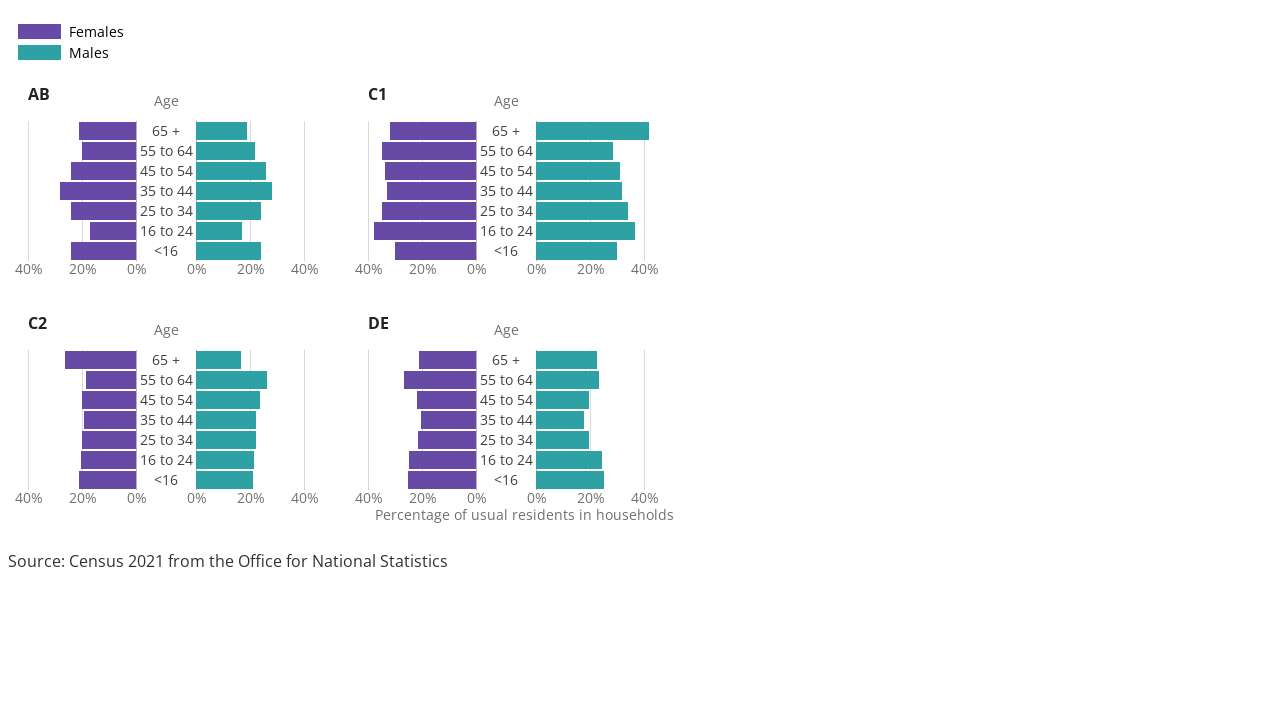 Females
Males
AB
Age
65 +
55 to 64
45 to 54
35 to 44
25 to 34
16 to 24
<16
40% 20% 0% 0% 20% 40%
C1
Age
65 +
55 to 64
45 to 54
35 to 44
25 to 34
16 to 24
<16
40% 20% 0% 0% 20% 40%
C2
Age
65 +
55 to 64
45 to 54
35 to 44
25 to 34
16 to 24
<16
40% 20% 0% 0% 20% 40%
DE
Age
65 +
55 to 64
45 to 54
35 to 44
25 to 34
16 to 24
<16
40% 20% 0% 0% 20% 40%
Percentage of usual residents in households
Source: Census 2021 from the Office for National Statistics